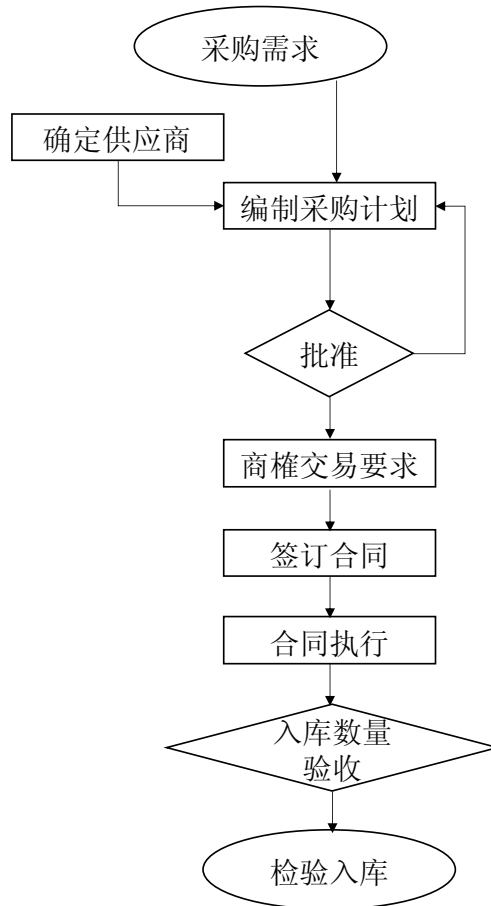 采购需求
确定供应商
编制采购计划
批准
商榷交易要求
签订合同
合同执行
入库数量
验收
检验入库